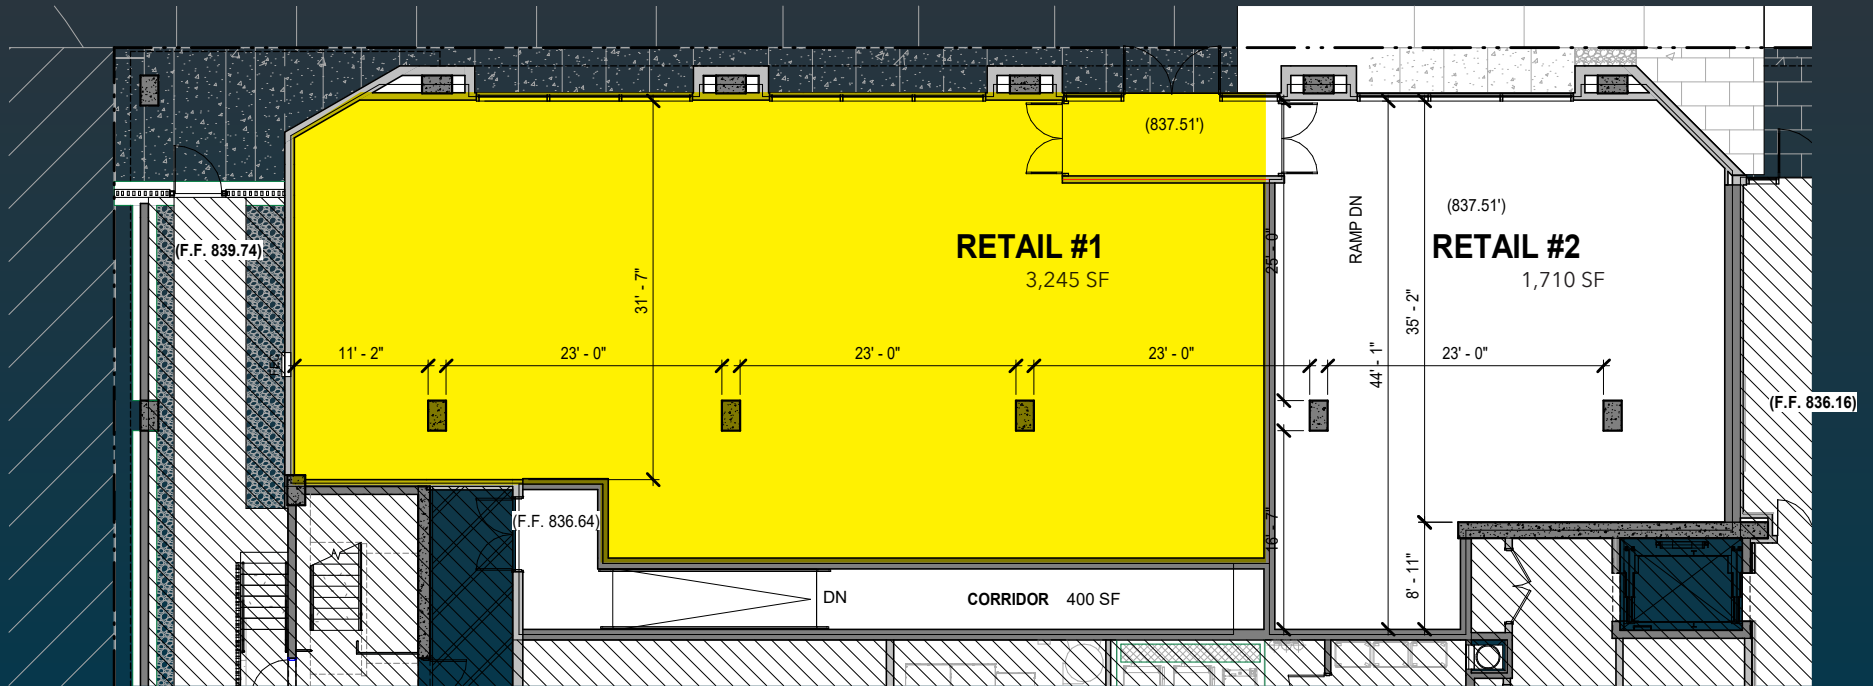 (837.51')
(837.51')
RAMP DN
(F.F. 839.74)
RETAIL #1
3,245 SF
RETAIL #2
1,710 SF
25' - 0"
31' - 7"
35' - 2"
11' - 2"
23' - 0"
23' - 0"
23' - 0"
44' - 1"
23' - 0"
(F.F. 836.16)
(F.F. 836.64)
16' - 7"
8' - 11"
DN
CORRIDOR 400 SF